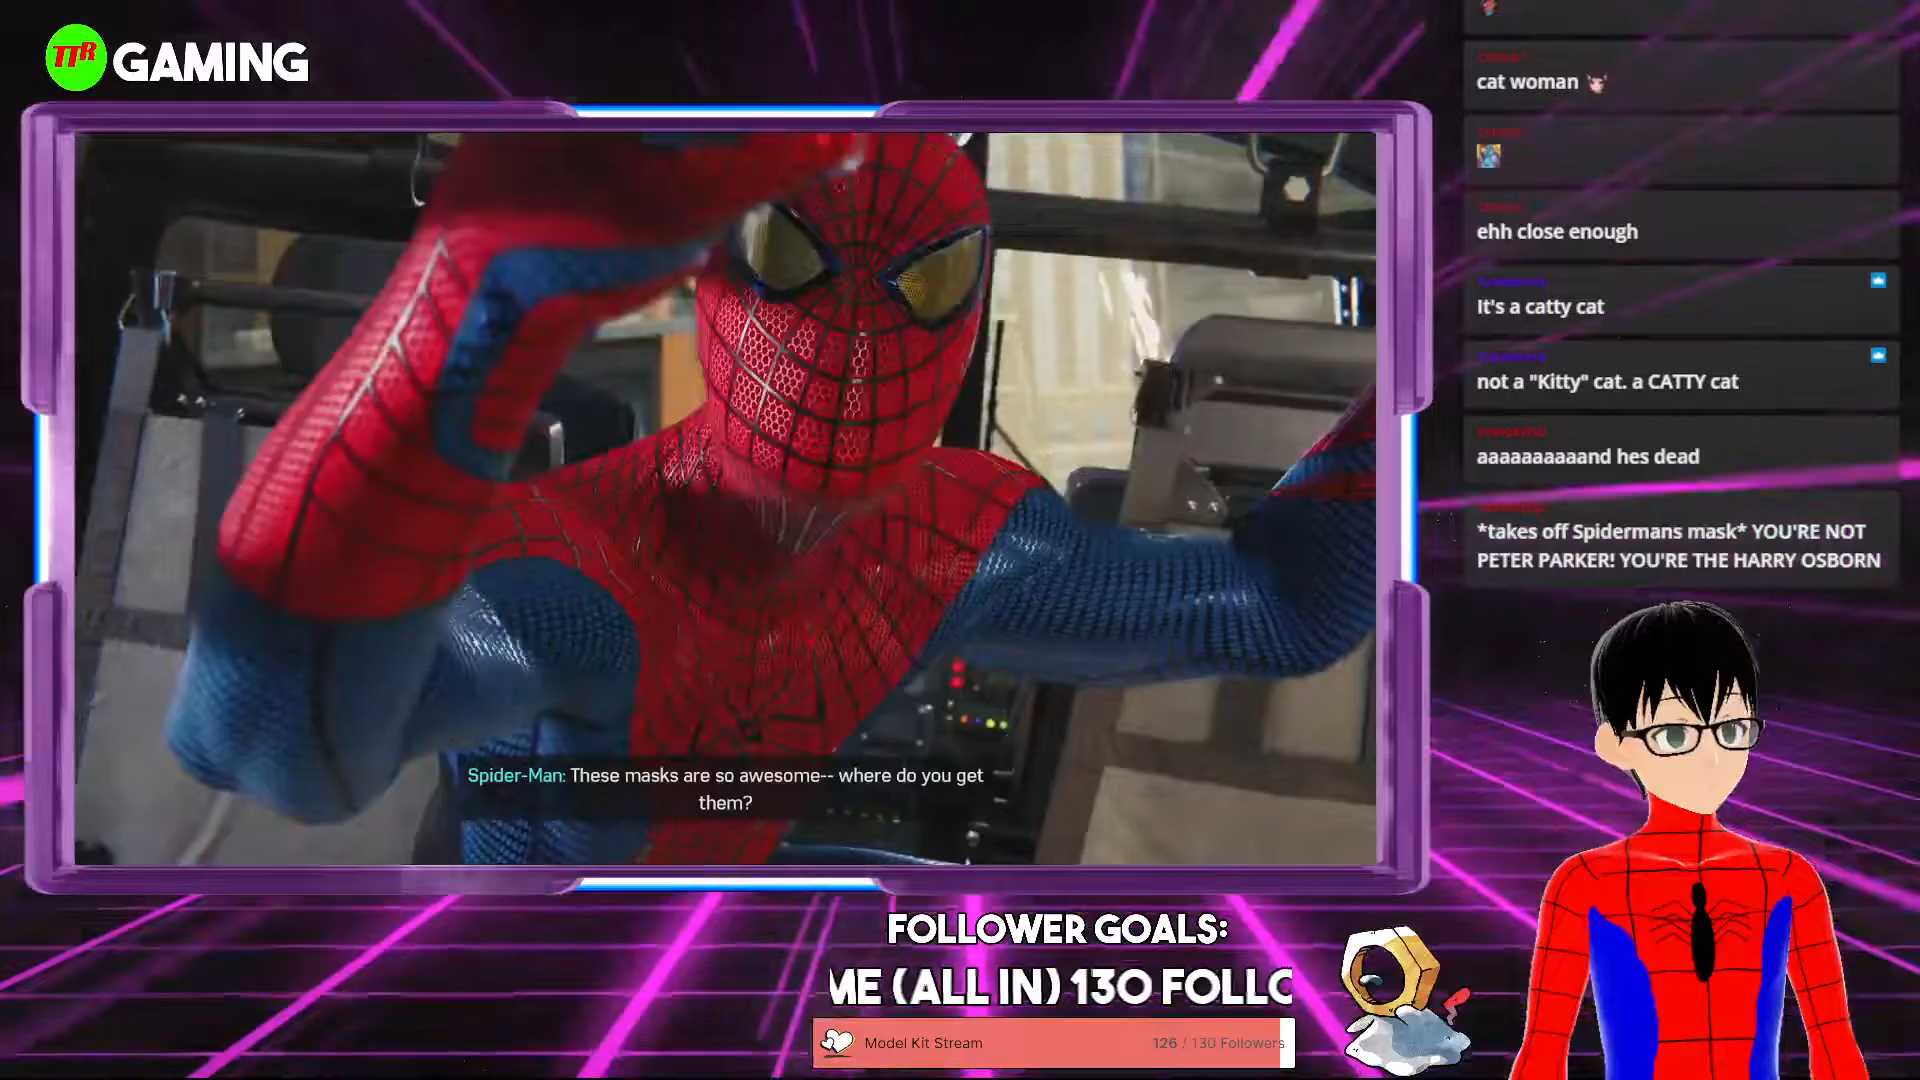 TTR GAMING
cat woman
ehh close enough
It's a catty cat
not a "Kitty" cat. a CATTY cat
aaaaaaaaaand hes dead
*takes off Spidermans mask* YOU'RE NOT
PETER PARKER! YOU'RE THE HARRY OSBORN
Spider-Man: These masks are so awesome-- where do you get
them?
FOLLOWER GOALS:
ME (ALL IN) 130 FOLLO
Model Kit Stream 126 / 130 Followers